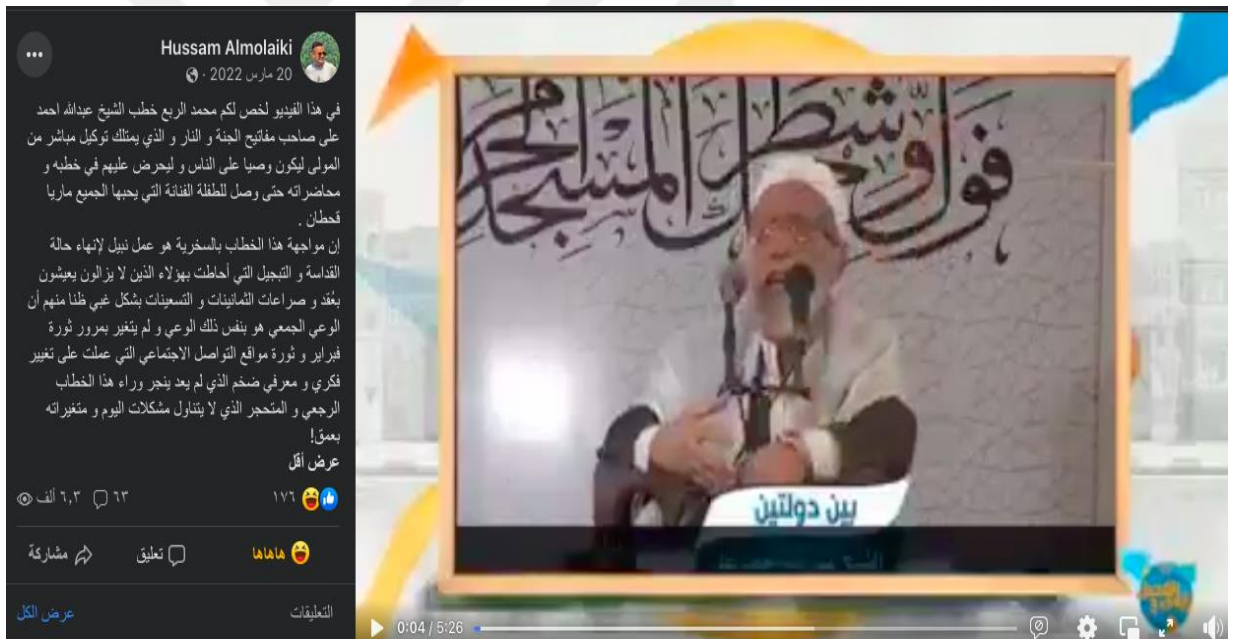 Hussam Almolaiki
20 مارس 2022 ·
في هذا الفيديو لخص لكم محمد الربع خطب الشيخ عبدالله احمد
على صاحب مفاتيح الجنة و النار و الذي يمتلك توكيل مباشر من
المولى ليكون وصيا على الناس و ليحرض عليهم في خطبه و
محاضراته حتى وصل للطفلة الفنانة التي يحبها الجميع ماريا
قحطان .
إن مواجهة هذا الخطاب بالسخرية هو عمل نبيل لإنهاء حالة
القداسة و التبجيل التي أحاطت بهؤلاء الذين لا يزالون يعيشون
بعُقد و صراعات الثمانينات و التسعينات بشكل غبي ظنا منهم أن
الوعي الجمعي هو بنفس ذلك الوعي و لم يتغير بمرور ثورة
فبراير و ثورة مواقع التواصل الاجتماعي التي عملت على تغيير
فكري و معرفي ضخم الذي لم يعد ينجر وراء هذا الخطاب
الرجعي و المتحجر الذي لا يتناول مشكلات اليوم و متغيراته
بعمق!
عرض أقل
١٧٦ ٦٣ ٦,٣ ألف
هاهاها تعليق مشاركة
التعليقات عرض الكل
فول وجهك شطر المسجد الحرام
بين دولتين
0:04 / 5:26